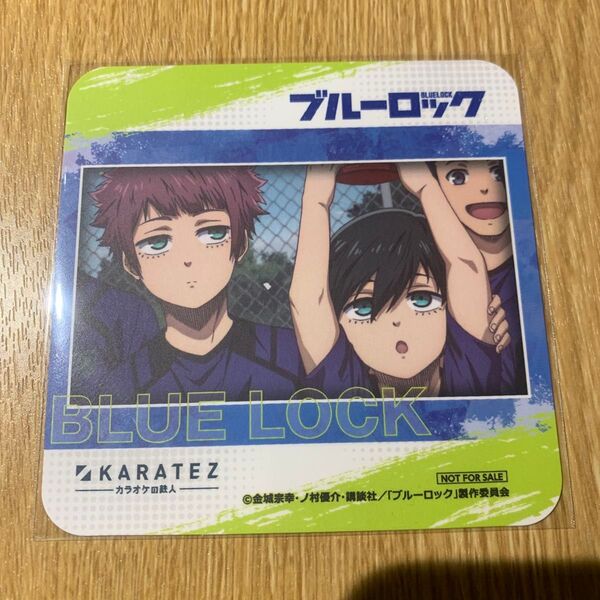 ブルーロック
BLUELOCK
BLUE LOCK
KARATEZ
カラオケの鉄人
NOT FOR SALE
©金城宗幸・ノ村優介・講談社/「ブルーロック」製作委員会